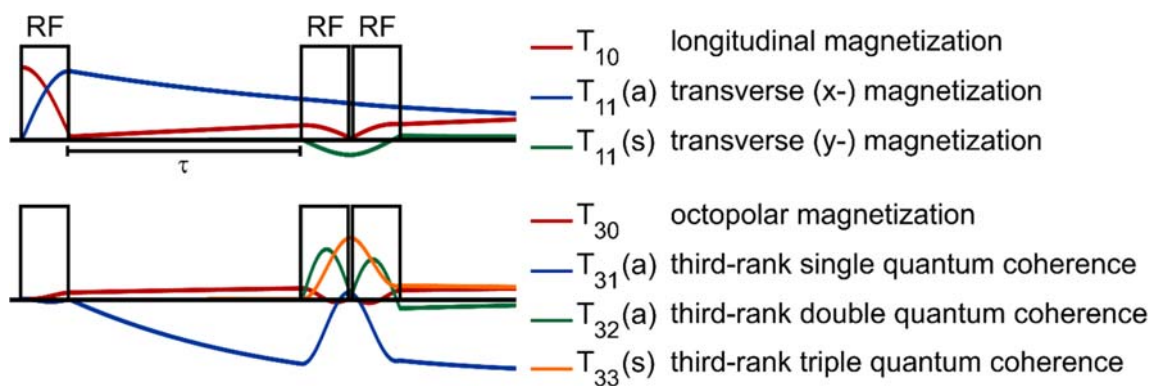 RF RF RF
T10 longitudinal magnetization
T11(a) transverse (x-) magnetization
T11(s) transverse (y-) magnetization
τ
T30 octopolar magnetization
T31(a) third-rank single quantum coherence
T32(a) third-rank double quantum coherence
T33(s) third-rank triple quantum coherence